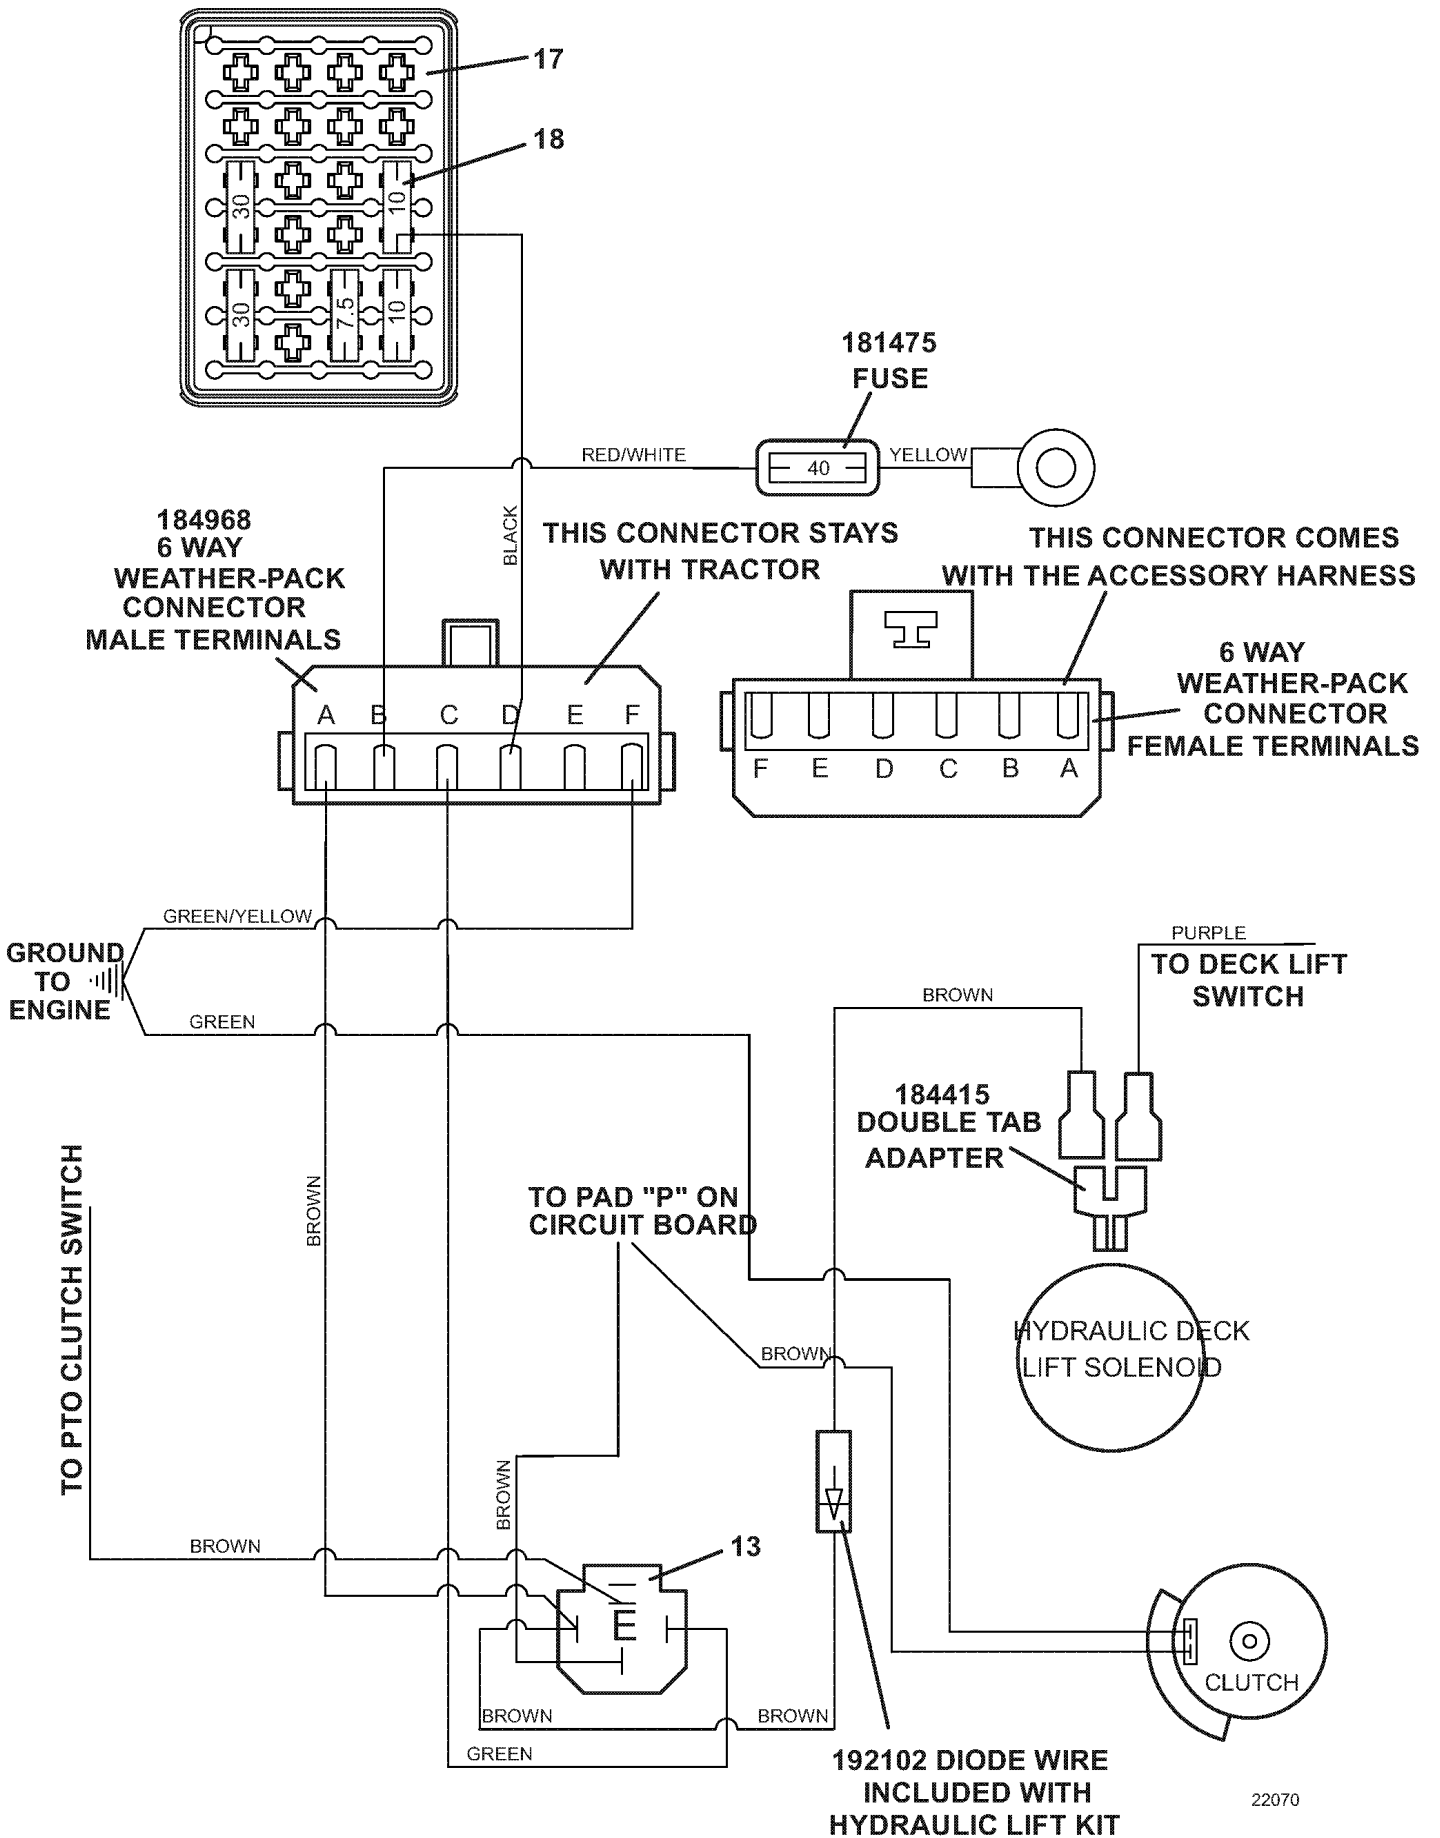 17
18
30
10
30
7.5
10
181475
FUSE
RED/WHITE
40
YELLOW
BLACK
184968
6 WAY
WEATHER-PACK
CONNECTOR
MALE TERMINALS
THIS CONNECTOR STAYS
WITH TRACTOR
THIS CONNECTOR COMES
WITH THE ACCESSORY HARNESS
6 WAY
WEATHER-PACK
CONNECTOR
FEMALE TERMINALS
A B C D E F
F E D C B A
GREEN/YELLOW
GROUND
TO
ENGINE
GREEN
PURPLE
TO DECK LIFT
SWITCH
BROWN
184415
DOUBLE TAB
ADAPTER
TO PTO CLUTCH SWITCH
BROWN
TO PAD "P" ON
CIRCUIT BOARD
HYDRAULIC DECK
LIFT SOLENOID
BROWN
BROWN
BROWN
13
E
CLUTCH
BROWN
BROWN
GREEN
192102 DIODE WIRE
INCLUDED WITH
HYDRAULIC LIFT KIT
22070